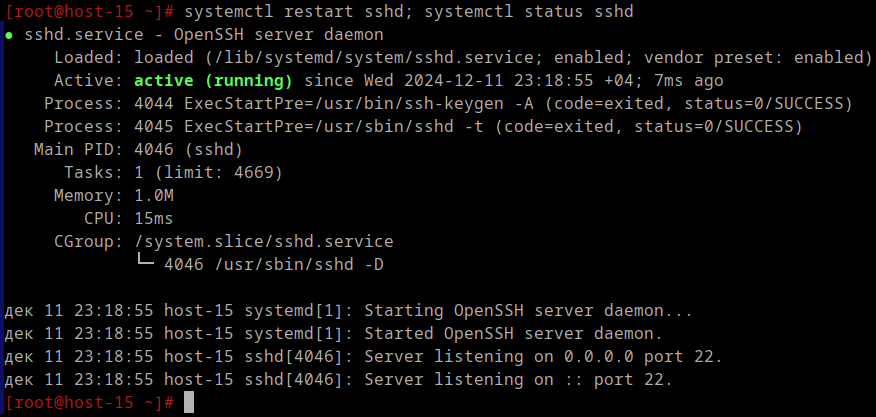 [root@host-15 ~]# systemctl restart sshd; systemctl status sshd
● sshd.service - OpenSSH server daemon
     Loaded: loaded (/lib/systemd/system/sshd.service; enabled; vendor preset: enabled)
     Active: active (running) since Wed 2024-12-11 23:18:55 +04; 7ms ago
    Process: 4044 ExecStartPre=/usr/bin/ssh-keygen -A (code=exited, status=0/SUCCESS)
    Process: 4045 ExecStartPre=/usr/sbin/sshd -t (code=exited, status=0/SUCCESS)
   Main PID: 4046 (sshd)
      Tasks: 1 (limit: 4669)
     Memory: 1.0M
        CPU: 15ms
     CGroup: /system.slice/sshd.service
             └─ 4046 /usr/sbin/sshd -D

дек 11 23:18:55 host-15 systemd[1]: Starting OpenSSH server daemon...
дек 11 23:18:55 host-15 systemd[1]: Started OpenSSH server daemon.
дек 11 23:18:55 host-15 sshd[4046]: Server listening on 0.0.0.0 port 22.
дек 11 23:18:55 host-15 sshd[4046]: Server listening on :: port 22.
[root@host-15 ~]#